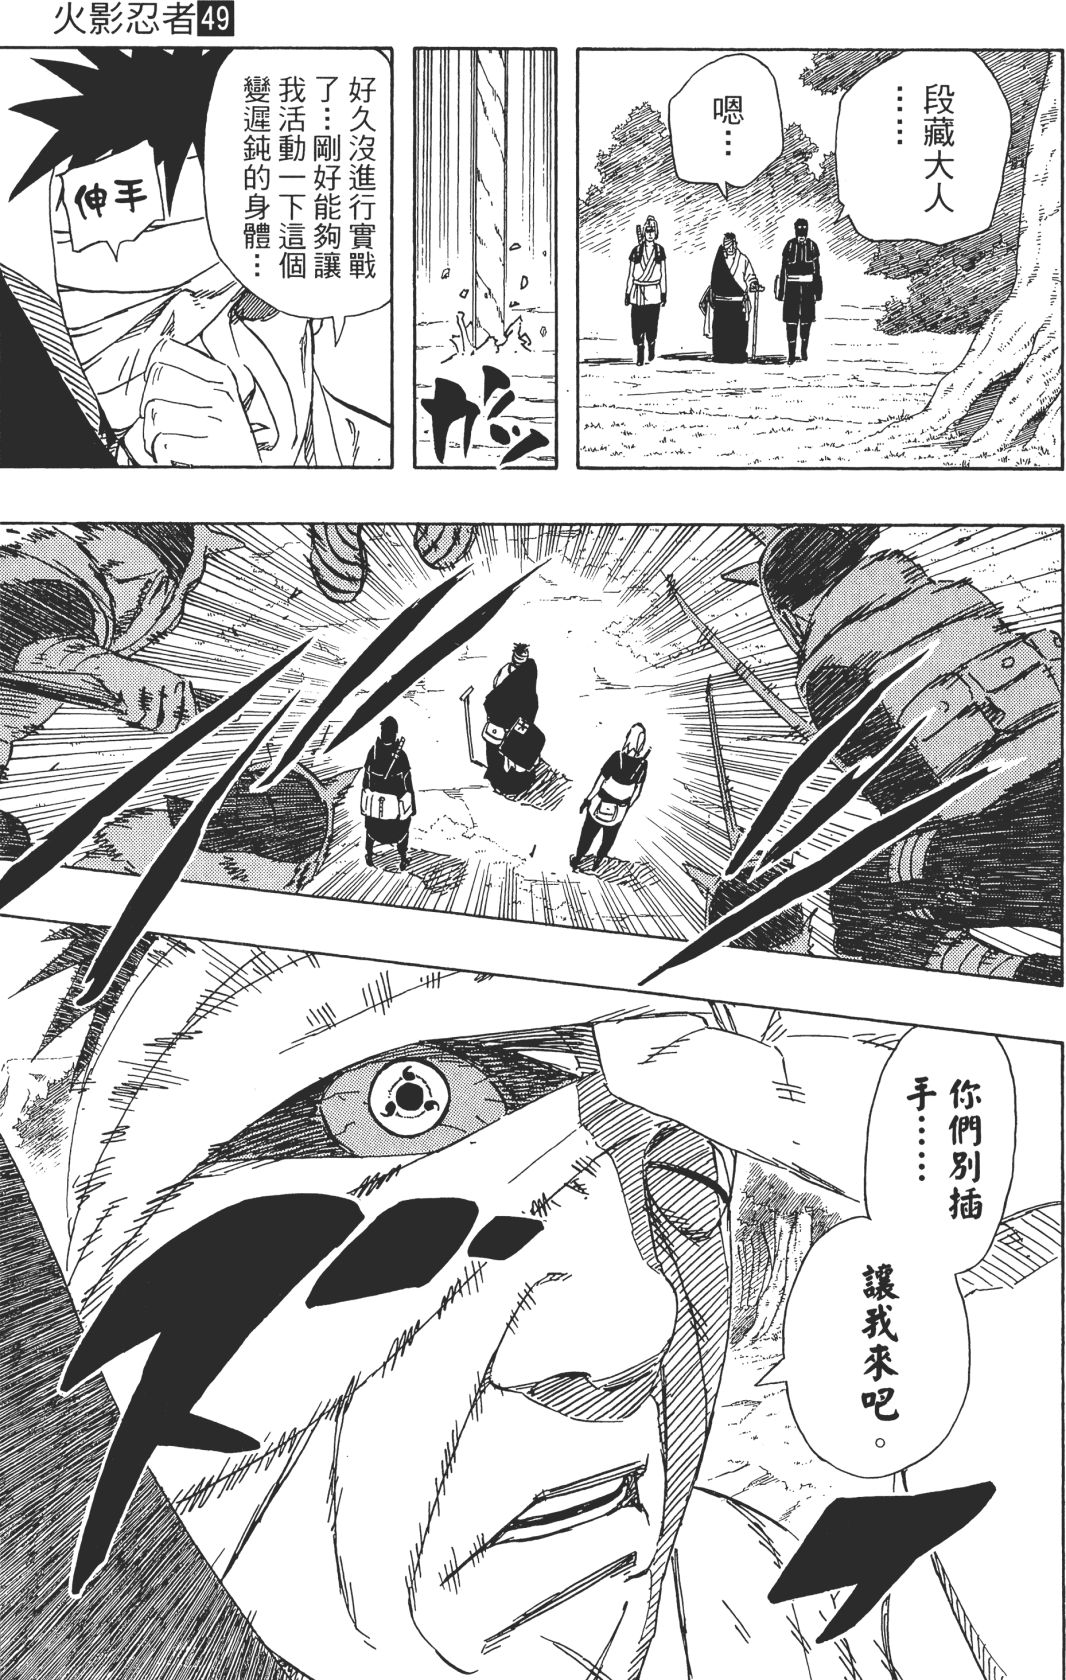 火影忍者49
段藏大人
……
嗯…
ガッ
好久沒進行實戰
了…剛好能夠讓
我活動一下這個
變遲鈍的身體…
伸手
你們別插
手……
讓我來吧。